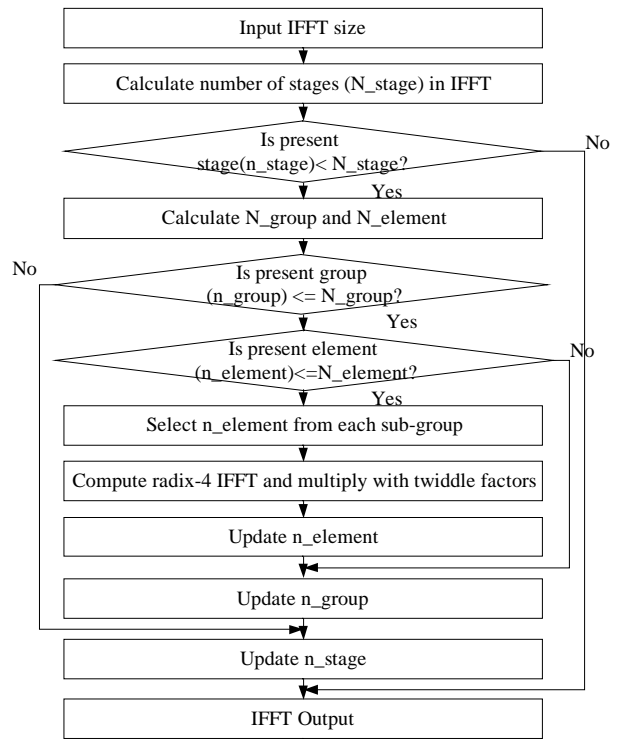 Input IFFT size
Calculate number of stages (N_stage) in IFFT
Is present
stage(n_stage)< N_stage?
No
Yes
Calculate N_group and N_element
No
Is present group
(n_group) <= N_group?
Yes
Is present element
(n_element)<=N_element?
No
Yes
Select n_element from each sub-group
Compute radix-4 IFFT and multiply with twiddle factors
Update n_element
Update n_group
Update n_stage
IFFT Output